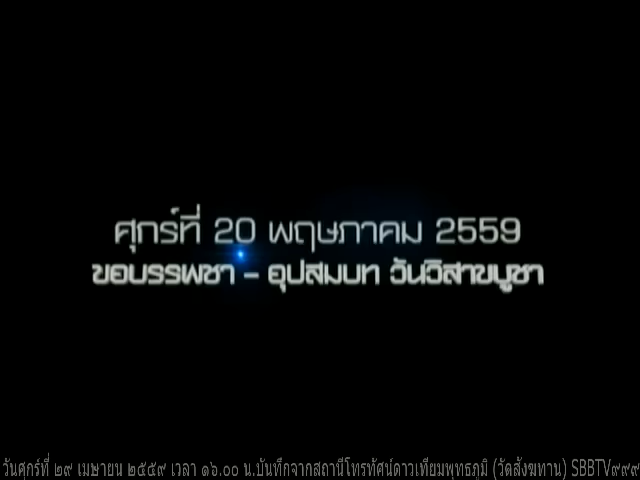 ศุกร์ที่ 20 พฤษภาคม 2559
ขอบรรพชา – อุปสมบท วันวิสาขบูชา
วันศุกร์ที่ ๒๙ เมษายน ๒๕๕๙ เวลา ๑๖.๐๐ น.บันทึกจากสถานีโทรทัศน์ดาวเทียมพุทธภูมิ (วัดสังฆทาน) SBBTV๙๙๙